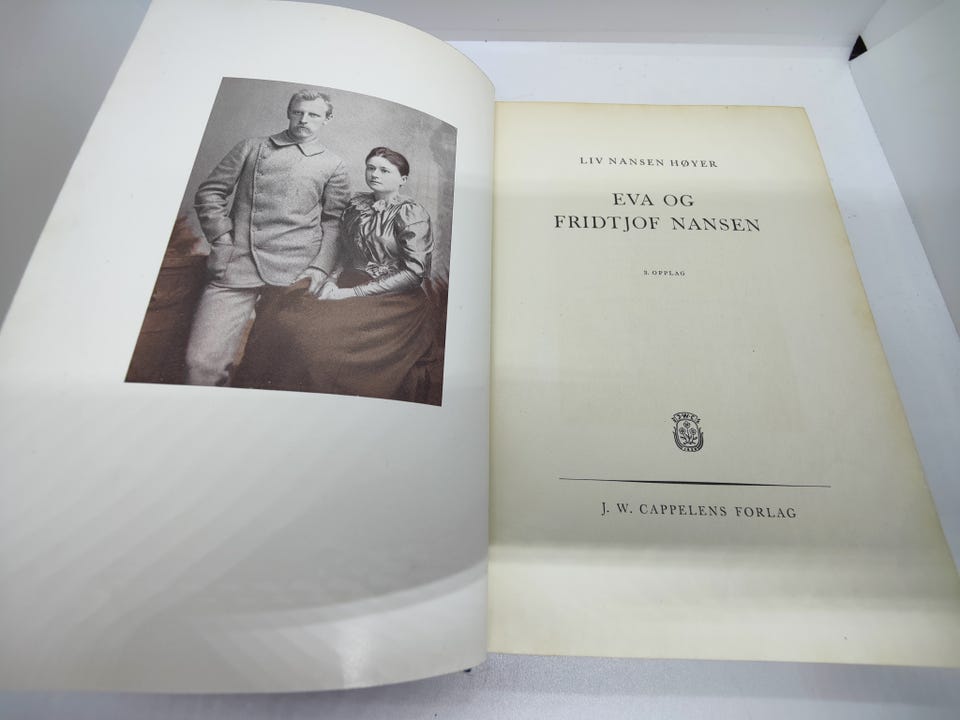 LIV NANSEN HØYER
EVA OG
FRIDTJOF NANSEN
3. OPPLAG
J·W·C
J. W. CAPPELENS FORLAG